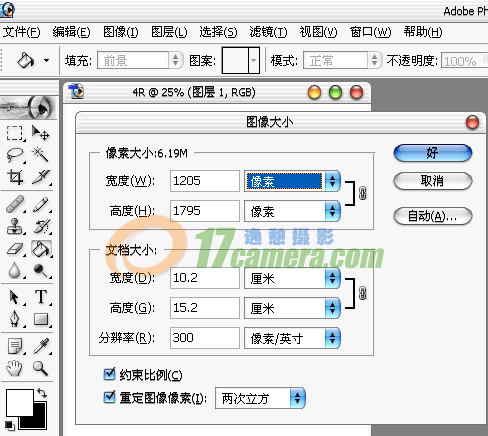 Adobe Ph
文件(F) 编辑(E) 图像(I) 图层(L) 选择(S) 滤镜(T) 视图(V) 窗口(W) 帮助(H)
填充: 前景 图案: 模式: 正常 不透明度: 100%
4R @ 25% (图层 1, RGB)
图像大小
像素大小:6.19M
宽度(W): 1205 像素
高度(H): 1795 像素
好
取消
自动(A)...
逸憩摄影
17camera.com
文档大小:
宽度(D): 10.2 厘米
高度(G): 15.2 厘米
分辨率(R): 300 像素/英寸
约束比例(C)
重定图像像素(I): 两次立方
T